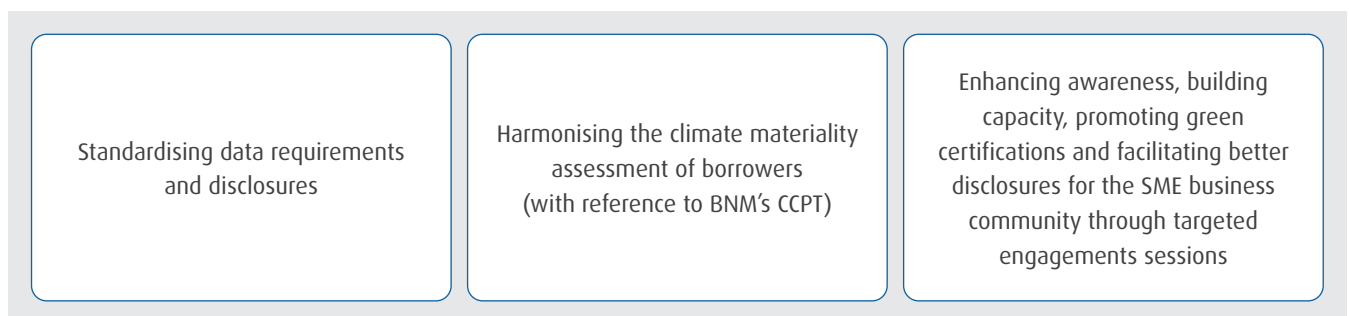 Standardising data requirements
and disclosures
Harmonising the climate materiality
assessment of borrowers
(with reference to BNM’s CCPT)
Enhancing awareness, building
capacity, promoting green
certifications and facilitating better
disclosures for the SME business
community through targeted
engagements sessions